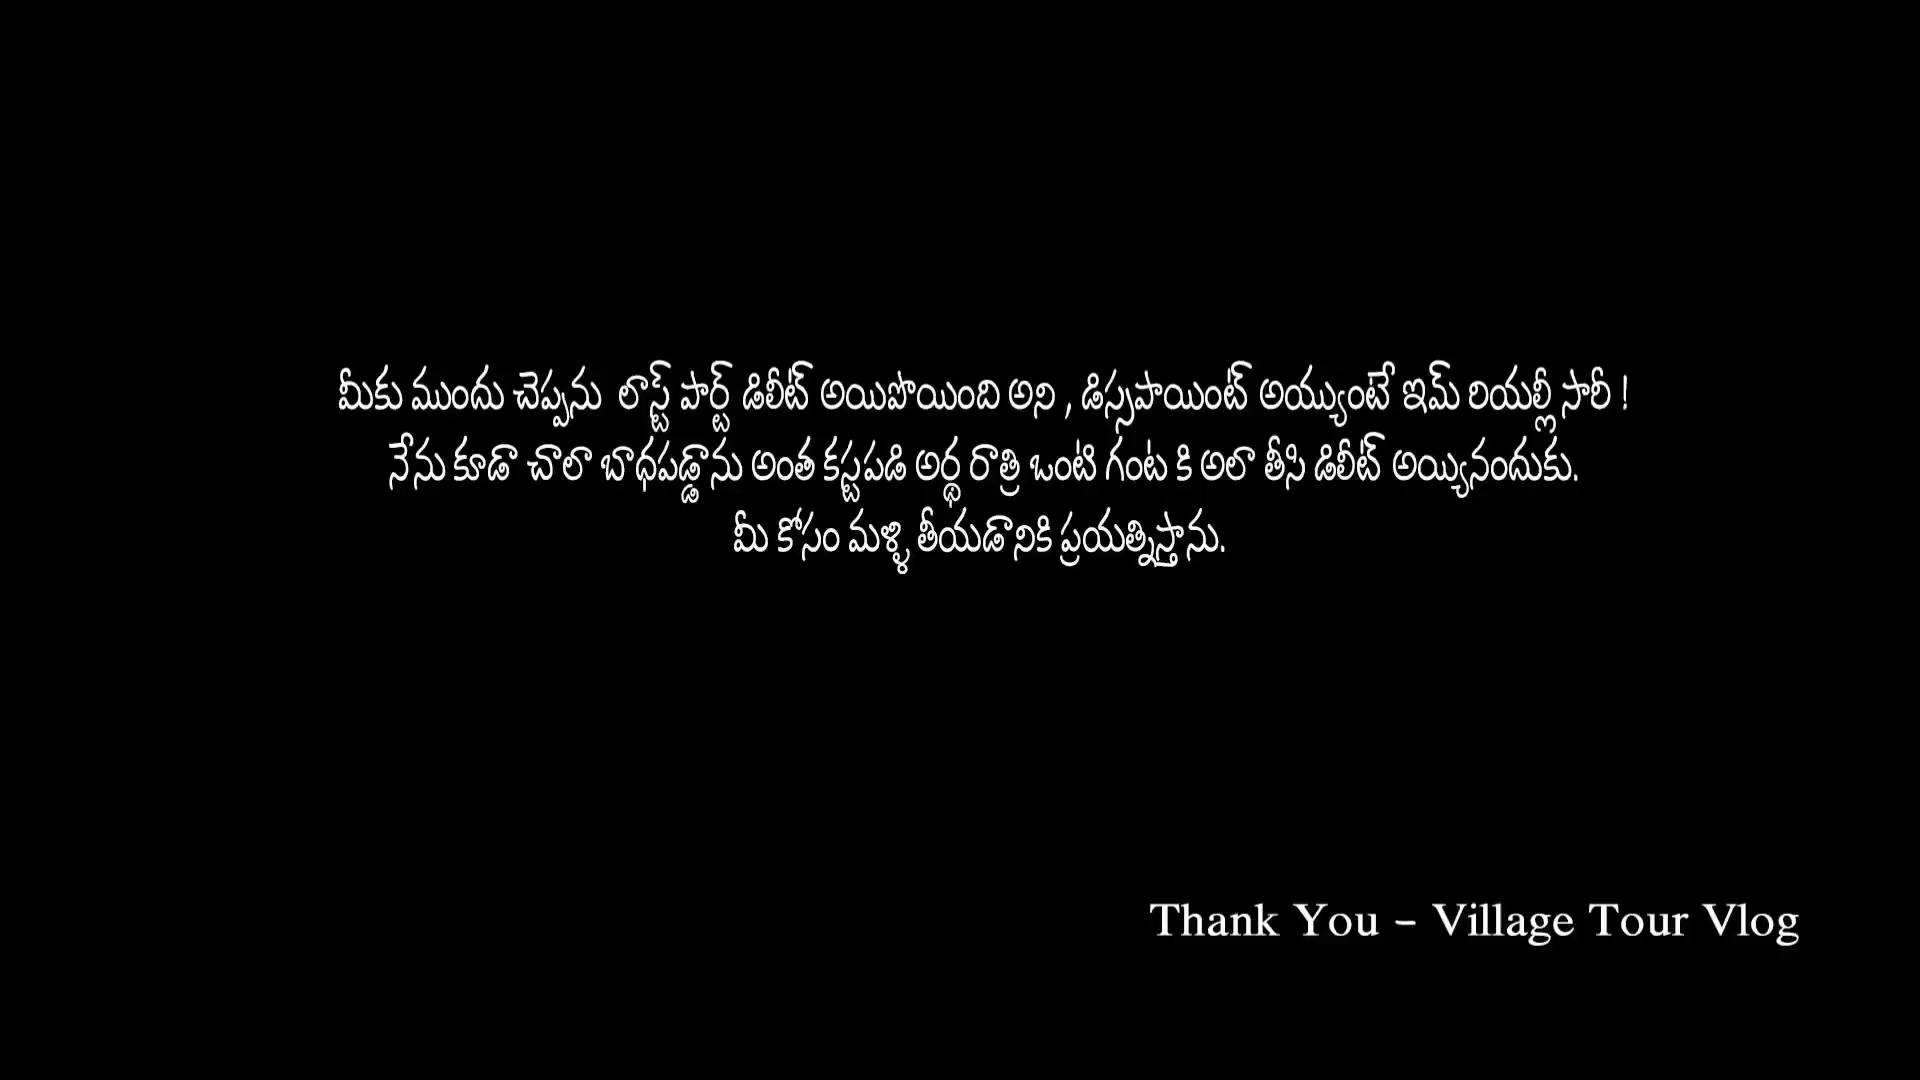 మీకు ముందు చెప్పను లాస్ట్ పార్ట్ డిలీట్ అయిపోయింది అని , డిస్సపాయింట్ అయ్యుంటే ఇమ్ రియల్లీ సారీ !
నేను కూడా చాలా బాధపడ్డాను అంత కస్టపడి అర్థ రాత్రి ఒంటి గంట కి అలా తీసి డిలీట్ అయ్యినందుకు.
మీ కోసం మళ్ళి తీయడానికి ప్రయత్నిస్తాను.
Thank You - Village Tour Vlog